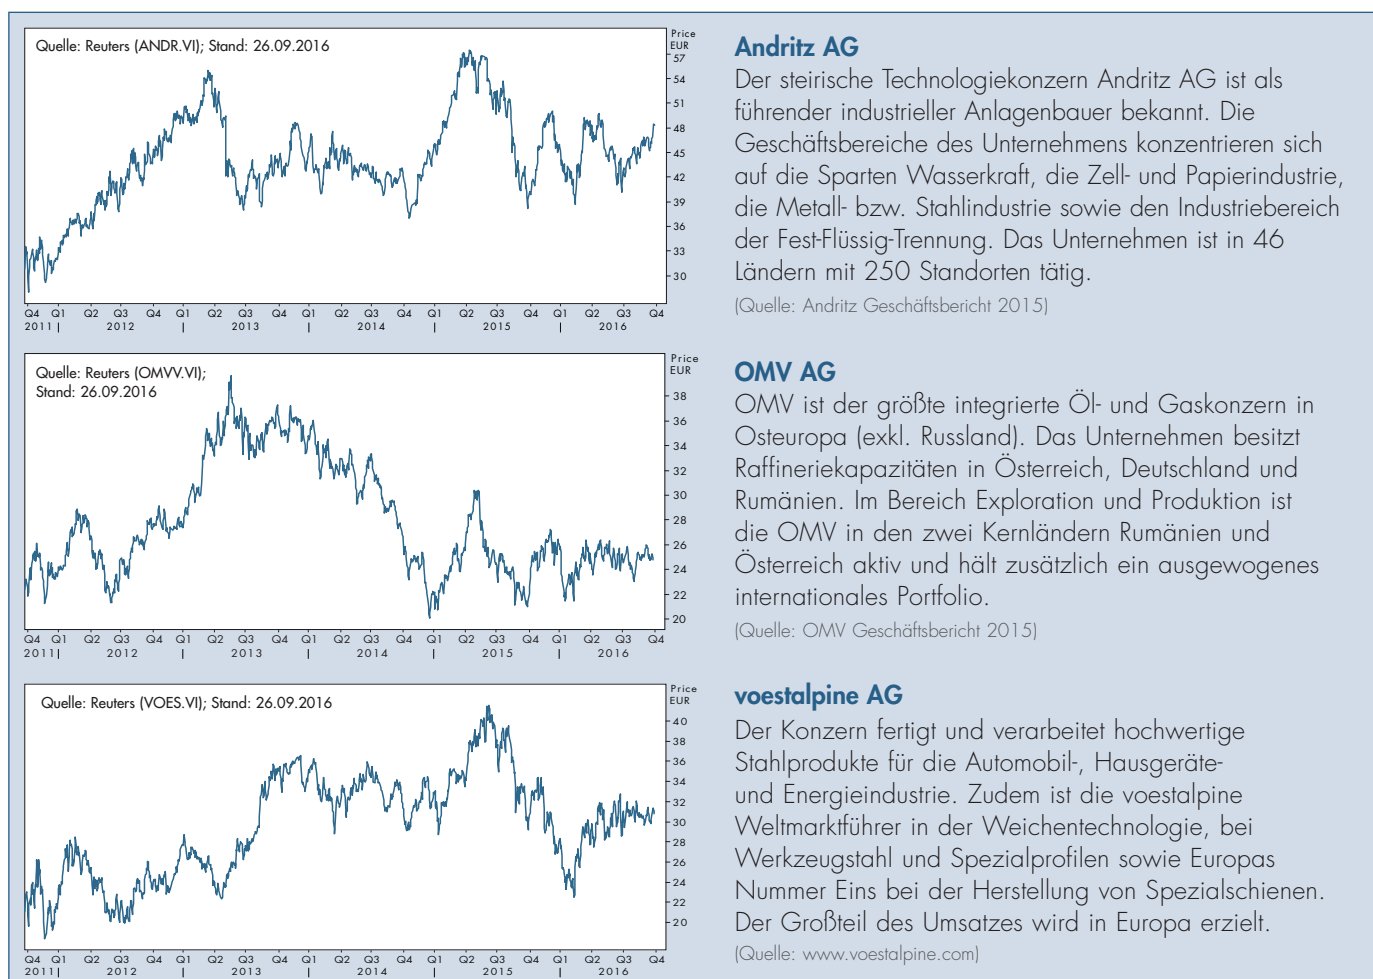 Quelle: Reuters (ANDR.VI); Stand: 26.09.2016
Price
EUR
57
54
51
48
45
42
39
36
33
30
Q4 Q1 Q2 Q3 Q4 Q1 Q2 Q3 Q4 Q1 Q2 Q3 Q4 Q1 Q2 Q3 Q4 Q1 Q2 Q3 Q4
2011 2012 2013 2014 2015 2016
Andritz AG
Der steirische Technologiekonzern Andritz AG ist als
führender industrieller Anlagenbauer bekannt. Die
Geschäftsbereiche des Unternehmens konzentrieren sich
auf die Sparten Wasserkraft, die Zell- und Papierindustrie,
die Metall- bzw. Stahlindustrie sowie den Industriebereich
der Fest-Flüssig-Trennung. Das Unternehmen ist in 46
Ländern mit 250 Standorten tätig.
(Quelle: Andritz Geschäftsbericht 2015)
Quelle: Reuters (OMVV.VI);
Stand: 26.09.2016
Price
EUR
38
36
34
32
30
28
26
24
22
20
Q4 Q1 Q2 Q3 Q4 Q1 Q2 Q3 Q4 Q1 Q2 Q3 Q4 Q1 Q2 Q3 Q4 Q1 Q2 Q3 Q4
2011 2012 2013 2014 2015 2016
OMV AG
OMV ist der größte integrierte Öl- und Gaskonzern in
Osteuropa (exkl. Russland). Das Unternehmen besitzt
Raffineriekapazitäten in Österreich, Deutschland und
Rumänien. Im Bereich Exploration und Produktion ist
die OMV in den zwei Kernländern Rumänien und
Österreich aktiv und hält zusätzlich ein ausgewogenes
internationales Portfolio.
(Quelle: OMV Geschäftsbericht 2015)
Quelle: Reuters (VOES.VI); Stand: 26.09.2016
Price
EUR
40
38
36
34
32
30
28
26
24
22
20
Q4 Q1 Q2 Q3 Q4 Q1 Q2 Q3 Q4 Q1 Q2 Q3 Q4 Q1 Q2 Q3 Q4 Q1 Q2 Q3 Q4
2011 2012 2013 2014 2015 2016
voestalpine AG
Der Konzern fertigt und verarbeitet hochwertige
Stahlprodukte für die Automobil-, Hausgeräte-
und Energieindustrie. Zudem ist die voestalpine
Weltmarktführer in der Weichentechnologie, bei
Werkzeugstahl und Spezialprofilen sowie Europas
Nummer Eins bei der Herstellung von Spezialschienen.
Der Großteil des Umsatzes wird in Europa erzielt.
(Quelle: www.voestalpine.com)